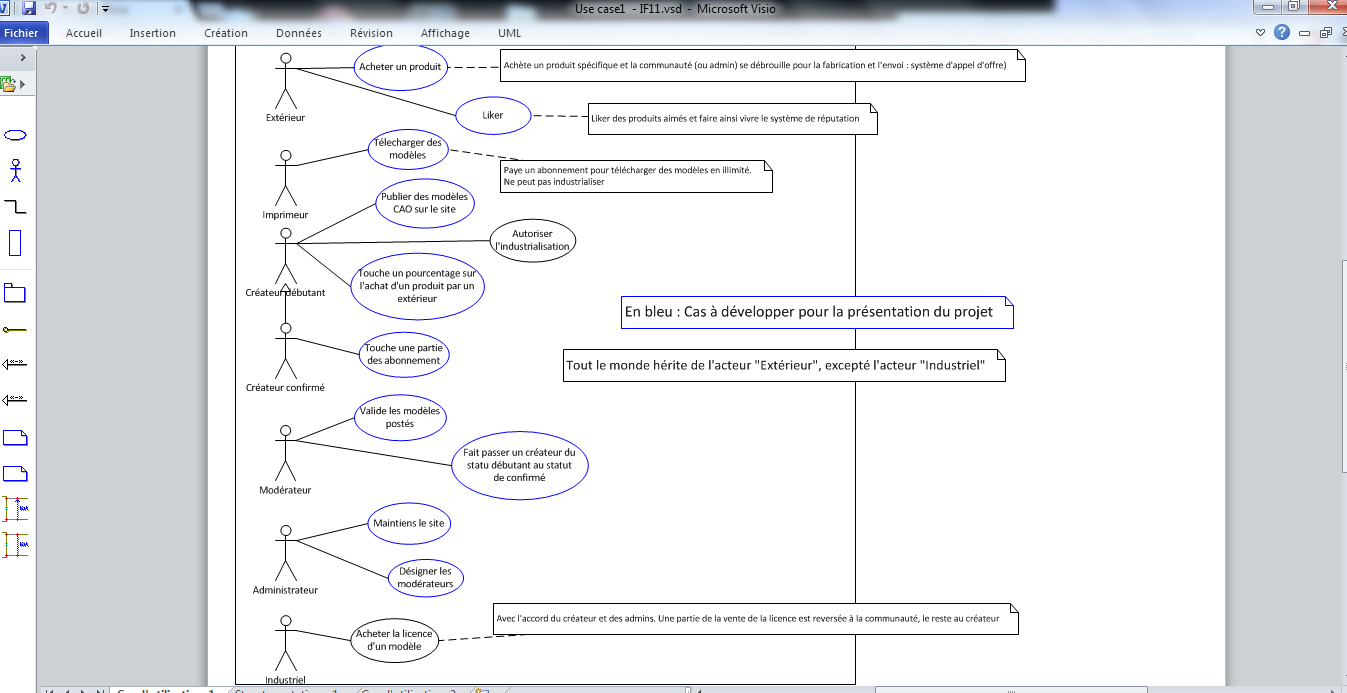 Use case1 - IF11.vsd - Microsoft Visio
Fichier Accueil Insertion Création Données Révision Affichage UML
Acheter un produit
Achète un produit spécifique et la communauté (ou admin) se débrouille pour la fabrication et l'envoi : système d'appel d'offre)
Extérieur
Liker
Liker des produits aimés et faire ainsi vivre le système de réputation
Télecharger des
modèles
Paye un abonnement pour télécharger des modèles en illimité.
Ne peut pas industrialiser
Imprimeur
Publier des modèles
CAO sur le site
Autoriser
l'industrialisation
Touche un pourcentage sur
l'achat d'un produit par un
extérieur
Créateur débutant
En bleu : Cas à développer pour la présentation du projet
Touche une partie
des abonnement
Tout le monde hérite de l'acteur "Extérieur", excepté l'acteur "Industriel"
Créateur confirmé
Valide les modèles
postés
Fait passer un créateur du
statu débutant au statut
de confirmé
Modérateur
Maintiens le site
Désigner les
modérateurs
Administrateur
Avec l'accord du créateur et des admins. Une partie de la vente de la licence est reversée à la communauté, le reste au créateur
Acheter la licence
d'un modèle
Industriel